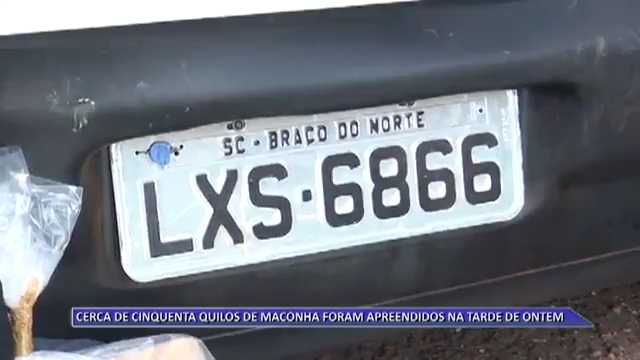 SC - BRAÇO DO NORTE
LXS·6866
CERCA DE CINQUENTA QUILOS DE MACONHA FORAM APREENDIDOS NA TARDE DE ONTEM